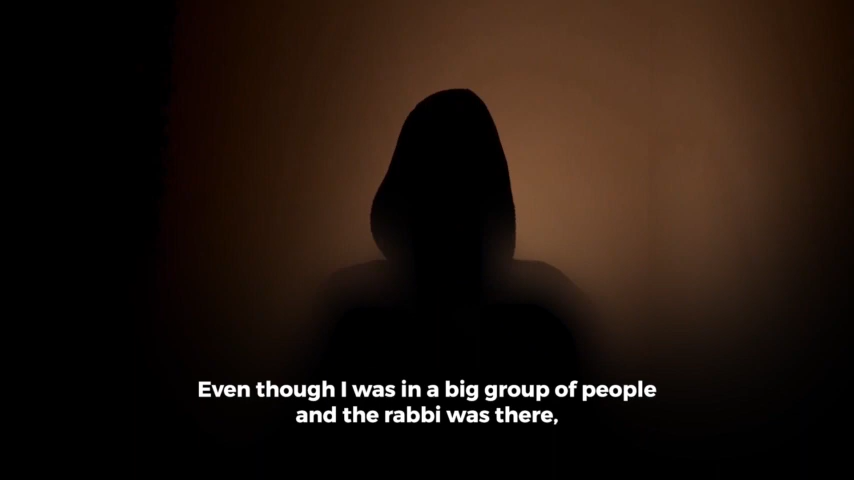 Even though I was in a big group of people
and the rabbi was there,